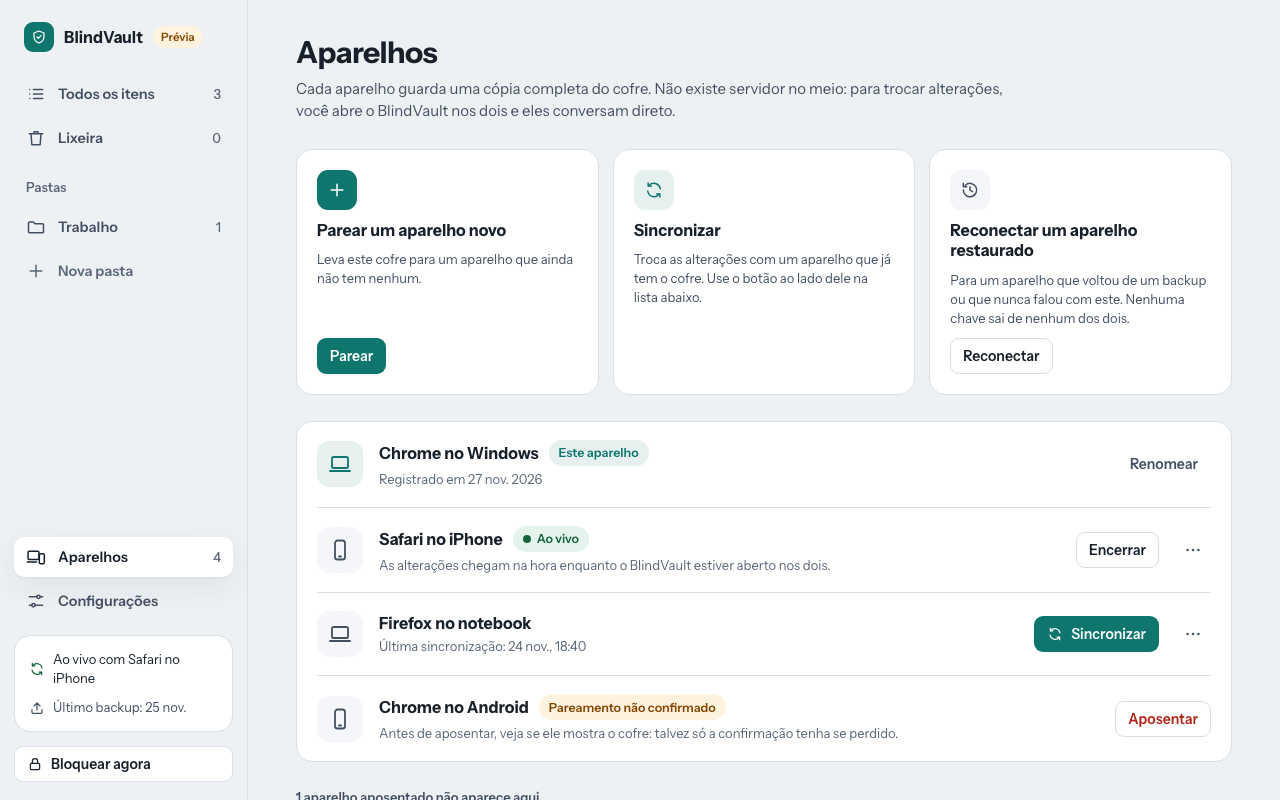 BlindVault Prévia
Todos os itens 3
Lixeira 0
Pastas
Trabalho 1
Nova pasta
Aparelhos 4
Configurações
Ao vivo com Safari no
iPhone
Último backup: 25 nov.
Bloquear agora
Aparelhos
Cada aparelho guarda uma cópia completa do cofre. Não existe servidor no meio: para trocar alterações,
você abre o BlindVault nos dois e eles conversam direto.
Parear um aparelho novo
Leva este cofre para um aparelho que ainda
não tem nenhum.
Parear
Sincronizar
Troca as alterações com um aparelho que já
tem o cofre. Use o botão ao lado dele na
lista abaixo.
Reconectar um aparelho
restaurado
Para um aparelho que voltou de um backup
ou que nunca falou com este. Nenhuma
chave sai de nenhum dos dois.
Reconectar
Chrome no Windows Este aparelho
Registrado em 27 nov. 2026
Renomear
Safari no iPhone Ao vivo
As alterações chegam na hora enquanto o BlindVault estiver aberto nos dois.
Encerrar
Firefox no notebook
Última sincronização: 24 nov., 18:40
Sincronizar
Chrome no Android Pareamento não confirmado
Antes de aposentar, veja se ele mostra o cofre: talvez só a confirmação tenha se perdido.
Aposentar
1 aparelho aposentado não aparece aqui